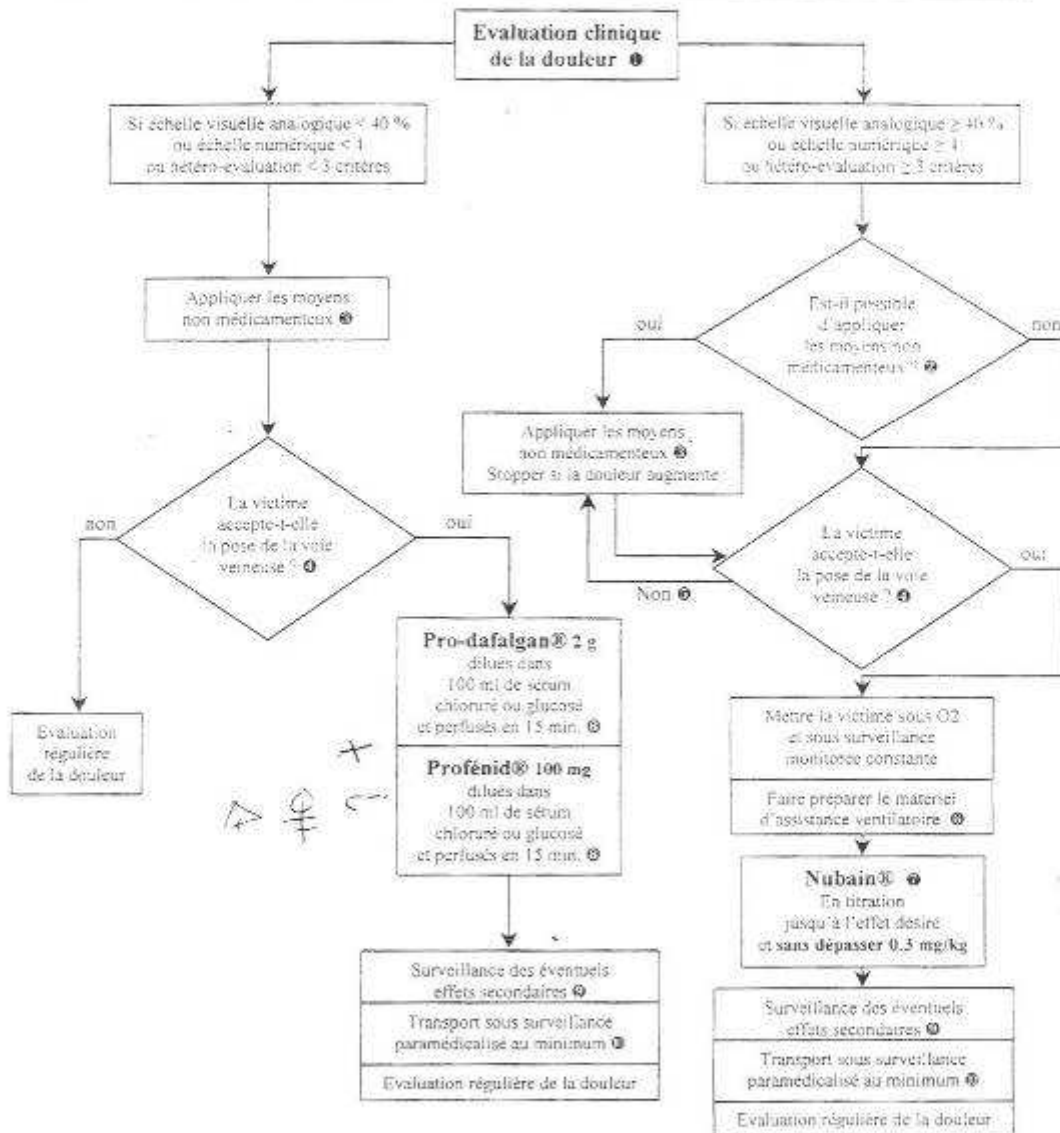 Evaluation clinique
de la douleur ❶
Si échelle visuelle analogique < 40 %
ou échelle numérique < 4
ou hétéro-evaluation < 3 critères
Si échelle visuelle analogique ≥ 40 %
ou échelle numérique ≥ 4
ou hétéro-evaluation ≥ 3 critères
Appliquer les moyens
non médicamenteux ❸
Est-il possible
d'appliquer
les moyens non
médicamenteux ? ❷
oui
non
Appliquer les moyens
non médicamenteux ❸
Stopper si la douleur augmente
La victime
accepte-t-elle
la pose de la voie
veineuse ? ❹
non
oui
La victime
accepte-t-elle
la pose de la voie
veineuse ? ❹
oui
Non ❺
Pro-dafalgan® 2 g
dilués dans
100 ml de sérum
chloruré ou glucosé
et perfusés en 15 min.
+
Profénid® 100 mg
dilués dans
100 ml de sérum
chloruré ou glucosé
et perfusés en 15 min.
Evaluation
régulière
de la douleur
Mettre la victime sous O2
et sous surveillance
monitorée constante
Faire préparer le matériel
d'assistance ventilatoire ❻
Nubain® ❼
En titration
jusqu'à l'effet désiré
et sans dépasser 0.3 mg/kg
Surveillance des éventuels
effets secondaires
Transport sous surveillance
paramédicalisé au minimum
Evaluation régulière de la douleur
Surveillance des éventuels
effets secondaires
Transport sous surveillance
paramédicalisé au minimum
Evaluation régulière de la douleur